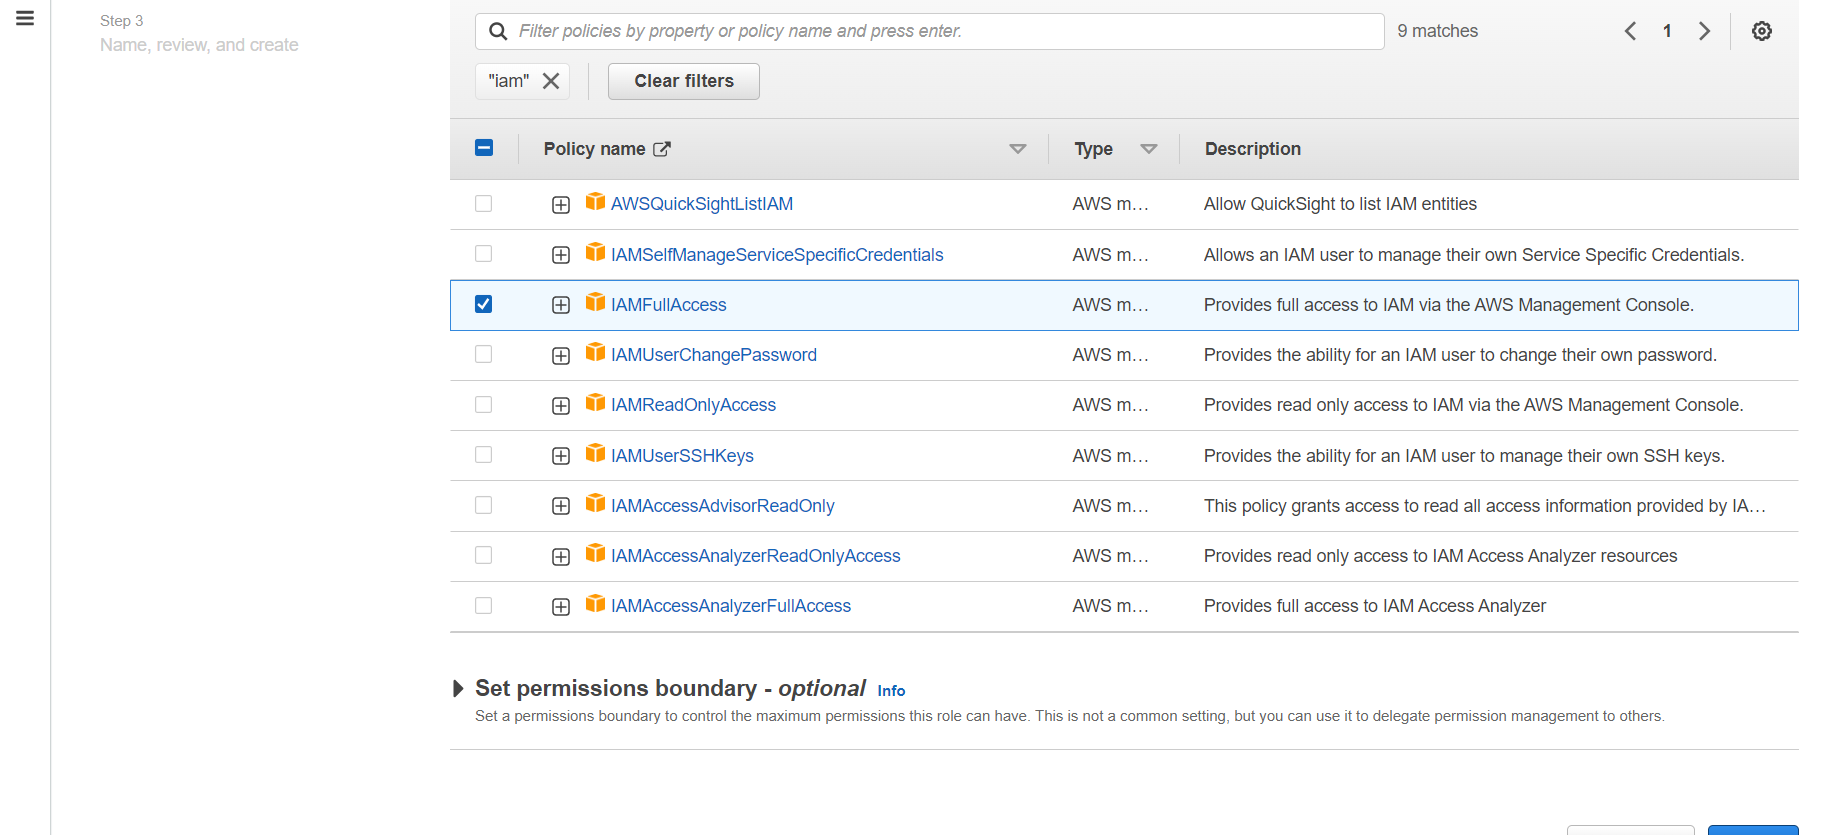 Step 3
Name, review, and create
Filter policies by property or policy name and press enter.
9 matches
1
"iam"
Clear filters
Policy name
Type
Description
AWSQuickSightListIAM AWS m… Allow QuickSight to list IAM entities
IAMSelfManageServiceSpecificCredentials AWS m… Allows an IAM user to manage their own Service Specific Credentials.
IAMFullAccess AWS m… Provides full access to IAM via the AWS Management Console.
IAMUserChangePassword AWS m… Provides the ability for an IAM user to change their own password.
IAMReadOnlyAccess AWS m… Provides read only access to IAM via the AWS Management Console.
IAMUserSSHKeys AWS m… Provides the ability for an IAM user to manage their own SSH keys.
IAMAccessAdvisorReadOnly AWS m… This policy grants access to read all access information provided by IA…
IAMAccessAnalyzerReadOnlyAccess AWS m… Provides read only access to IAM Access Analyzer resources
IAMAccessAnalyzerFullAccess AWS m… Provides full access to IAM Access Analyzer
Set permissions boundary - optional Info
Set a permissions boundary to control the maximum permissions this role can have. This is not a common setting, but you can use it to delegate permission management to others.